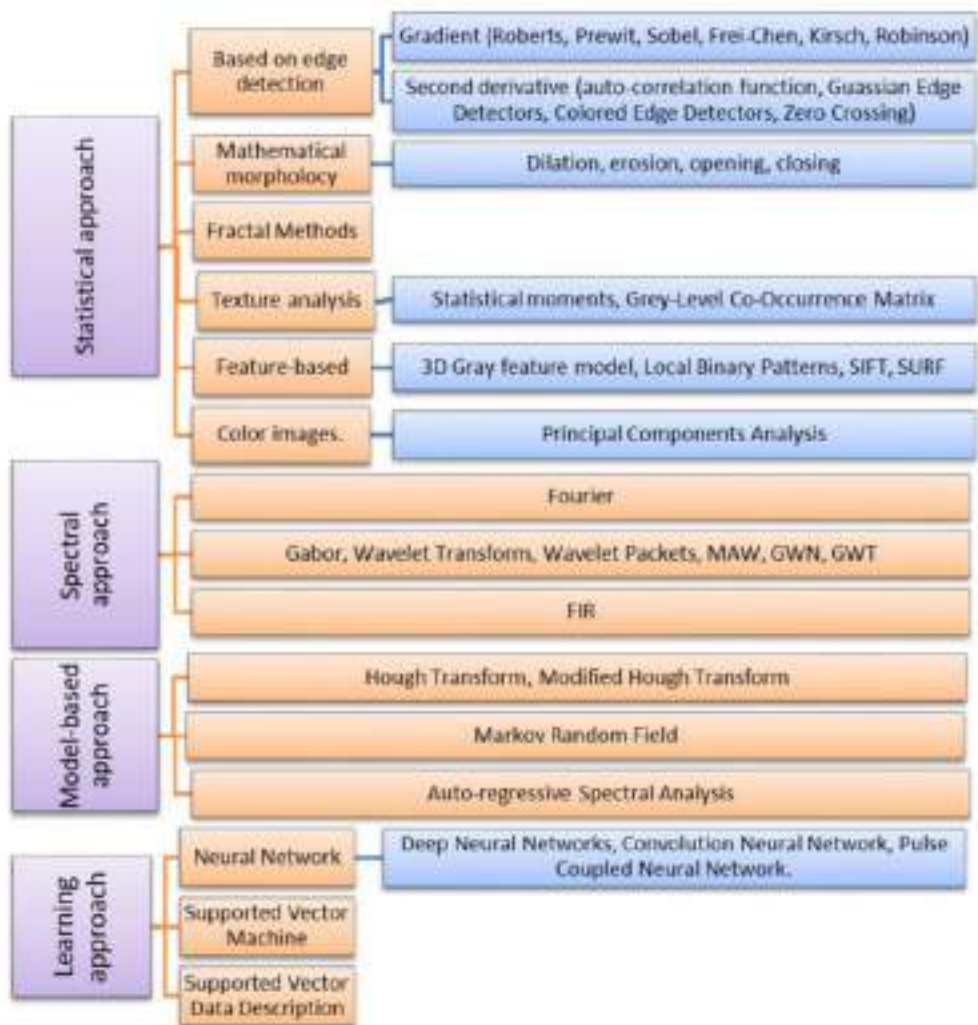 Statistical approach
Based on edge
detection
Gradient (Roberts, Prewit, Sobel, Frei-Chen, Kirsch, Robinson)
Second derivative (auto-correlation function, Guassian Edge
Detectors, Colored Edge Detectors, Zero Crossing)
Mathematical
morpholocy
Dilation, erosion, opening, closing
Fractal Methods
Texture analysis
Statistical moments, Grey-Level Co-Occurrence Matrix
Feature-based
3D Gray feature model, Local Binary Patterns, SIFT, SURF
Color images.
Principal Components Analysis
Spectral
approach
Fourier
Gabor, Wavelet Transform, Wavelet Packets, MAW, GWN, GWT
FIR
Model-based
approach
Hough Transform, Modified Hough Transform
Markov Random Field
Auto-regressive Spectral Analysis
Learning
approach
Neural Network
Deep Neural Networks, Convolution Neural Network, Pulse
Coupled Neural Network.
Supported Vector
Machine
Supported Vector
Data Description